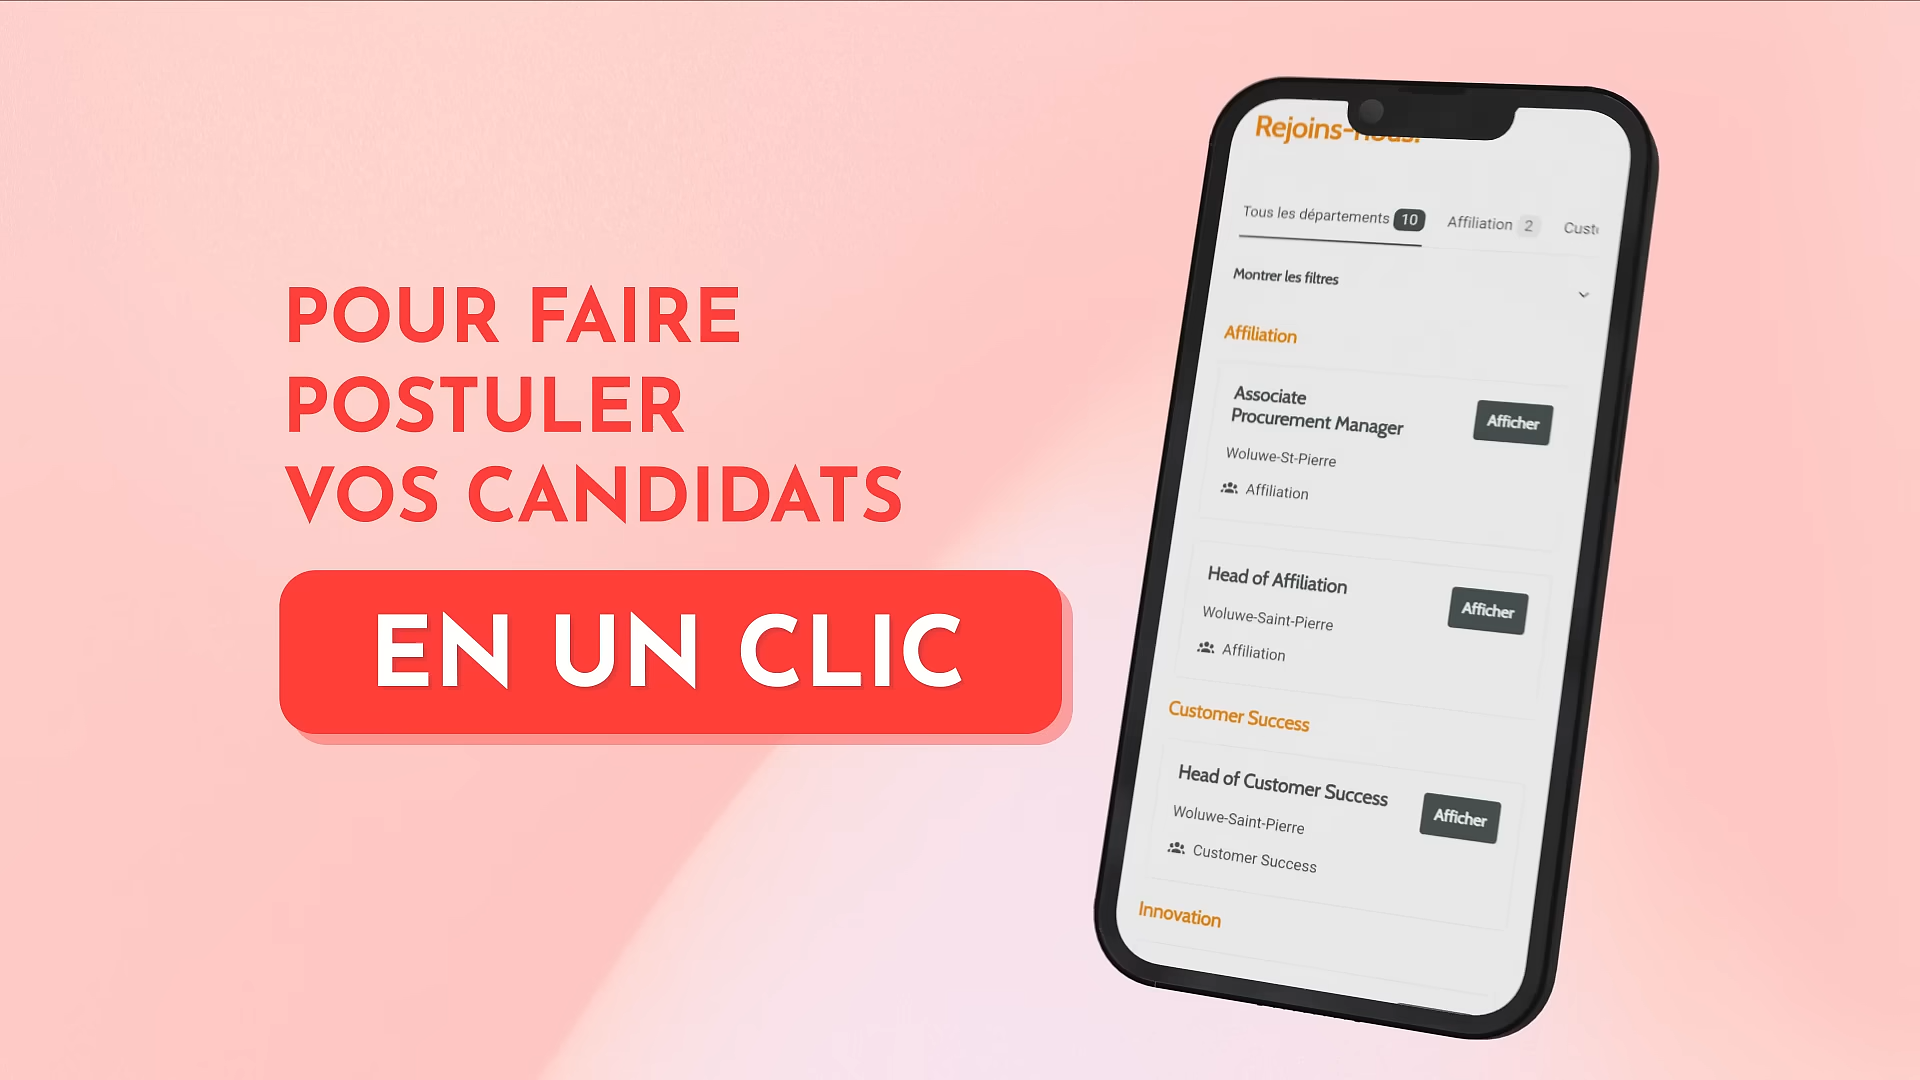 POUR FAIRE
POSTULER
VOS CANDIDATS
EN UN CLIC
Rejoins-nous!
Tous les départements 10 Affiliation 2
Montrer les filtres
Affiliation
Associate
Procurement Manager
Afficher
Woluwe-St-Pierre
Affiliation
Head of Affiliation
Afficher
Woluwe-Saint-Pierre
Affiliation
Customer Success
Head of Customer Success
Afficher
Woluwe-Saint-Pierre
Customer Success
Innovation